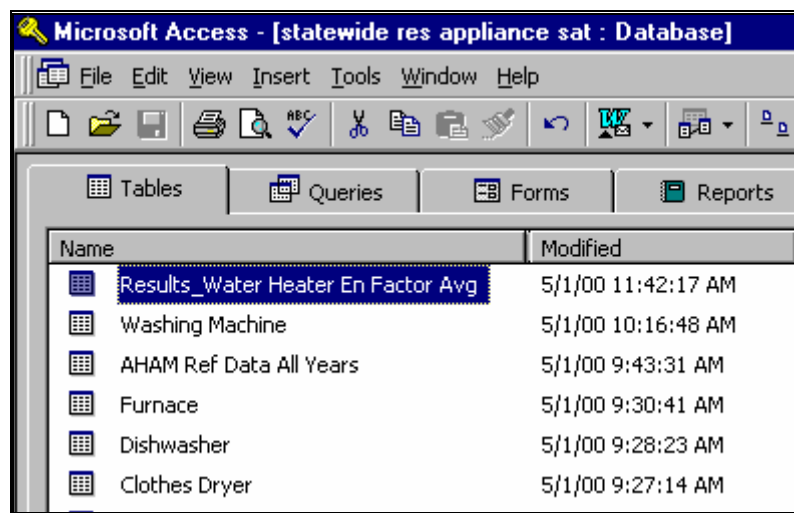 Microsoft Access - [statewide res appliance sat : Database]
File Edit View Insert Tools Window Help
ABC W
Tables Queries Forms Reports
Name Modified
Results_Water Heater En Factor Avg 5/1/00 11:42:17 AM
Washing Machine 5/1/00 10:16:48 AM
AHAM Ref Data All Years 5/1/00 9:43:31 AM
Furnace 5/1/00 9:30:41 AM
Dishwasher 5/1/00 9:28:23 AM
Clothes Dryer 5/1/00 9:27:14 AM